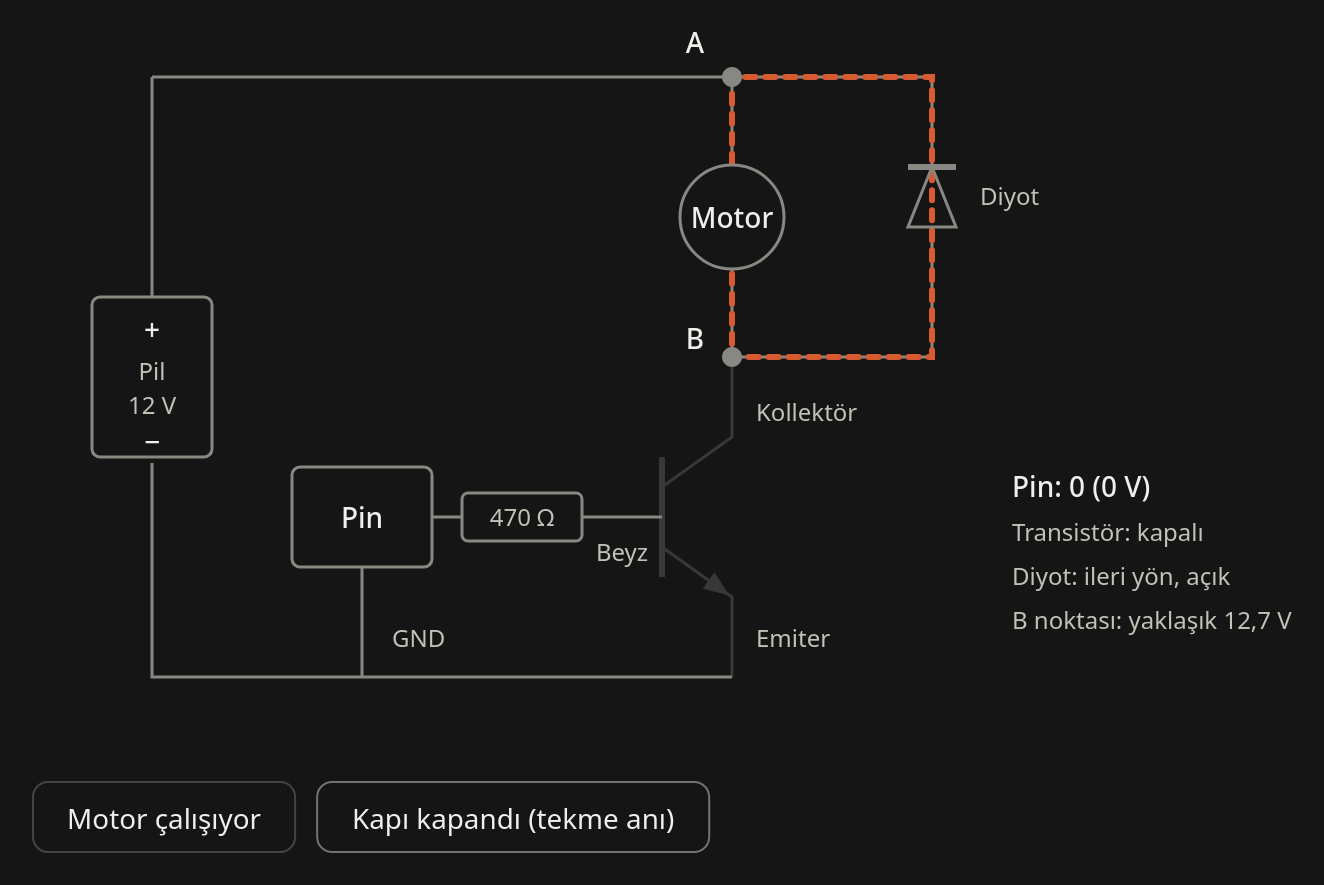 A
Motor
Diyot
B
+
Pil
12 V
−
Kollektör
Pin
470 Ω
Beyz
GND
Emiter
Pin: 0 (0 V)
Transistör: kapalı
Diyot: ileri yön, açık
B noktası: yaklaşık 12,7 V
Motor çalışıyor
Kapı kapandı (tekme anı)